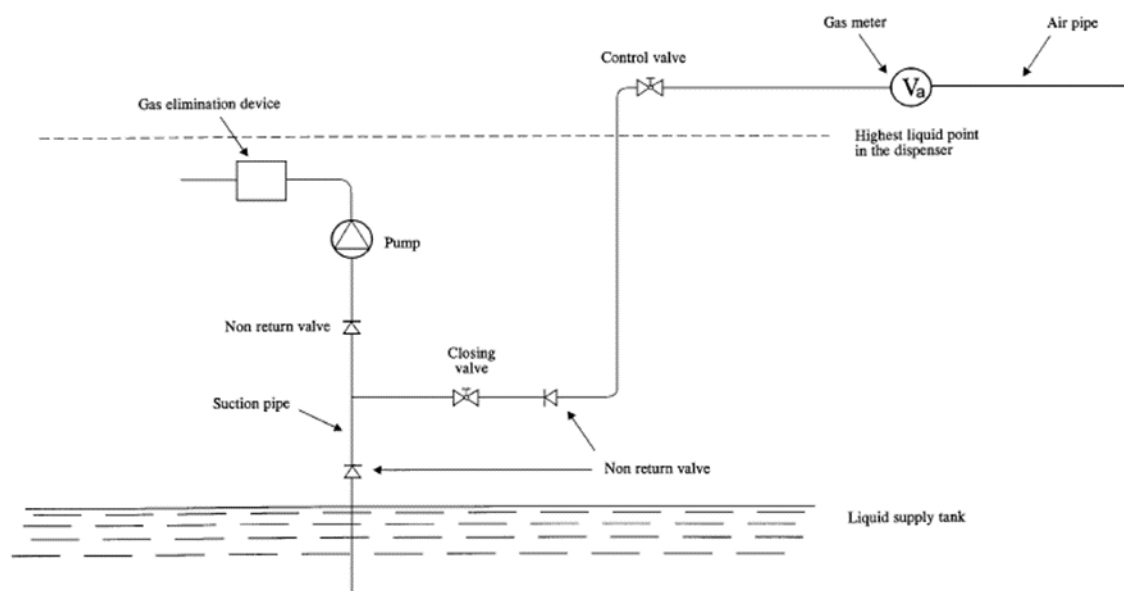 Gas meter
Air pipe
Control valve
Gas elimination device
Va
Highest liquid point
in the dispenser
Pump
Non return valve
Closing
valve
Suction pipe
Non return valve
Liquid supply tank